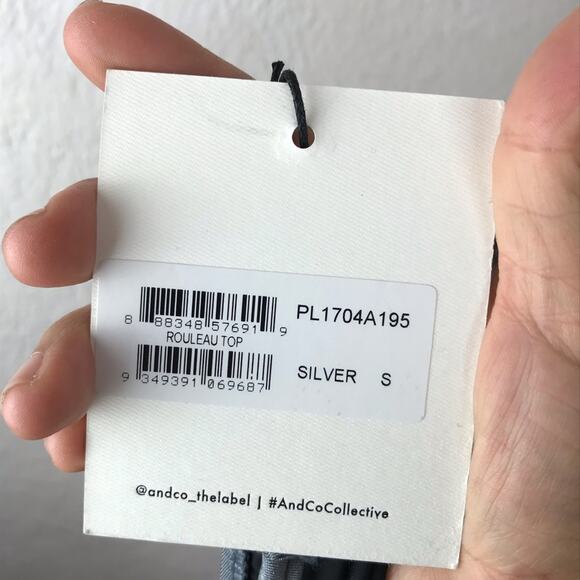 8 88348 57691 9
PL1704A195
ROULEAU TOP
9 349391 069687
SILVER S
@andco_thelabel | #AndCoCollective